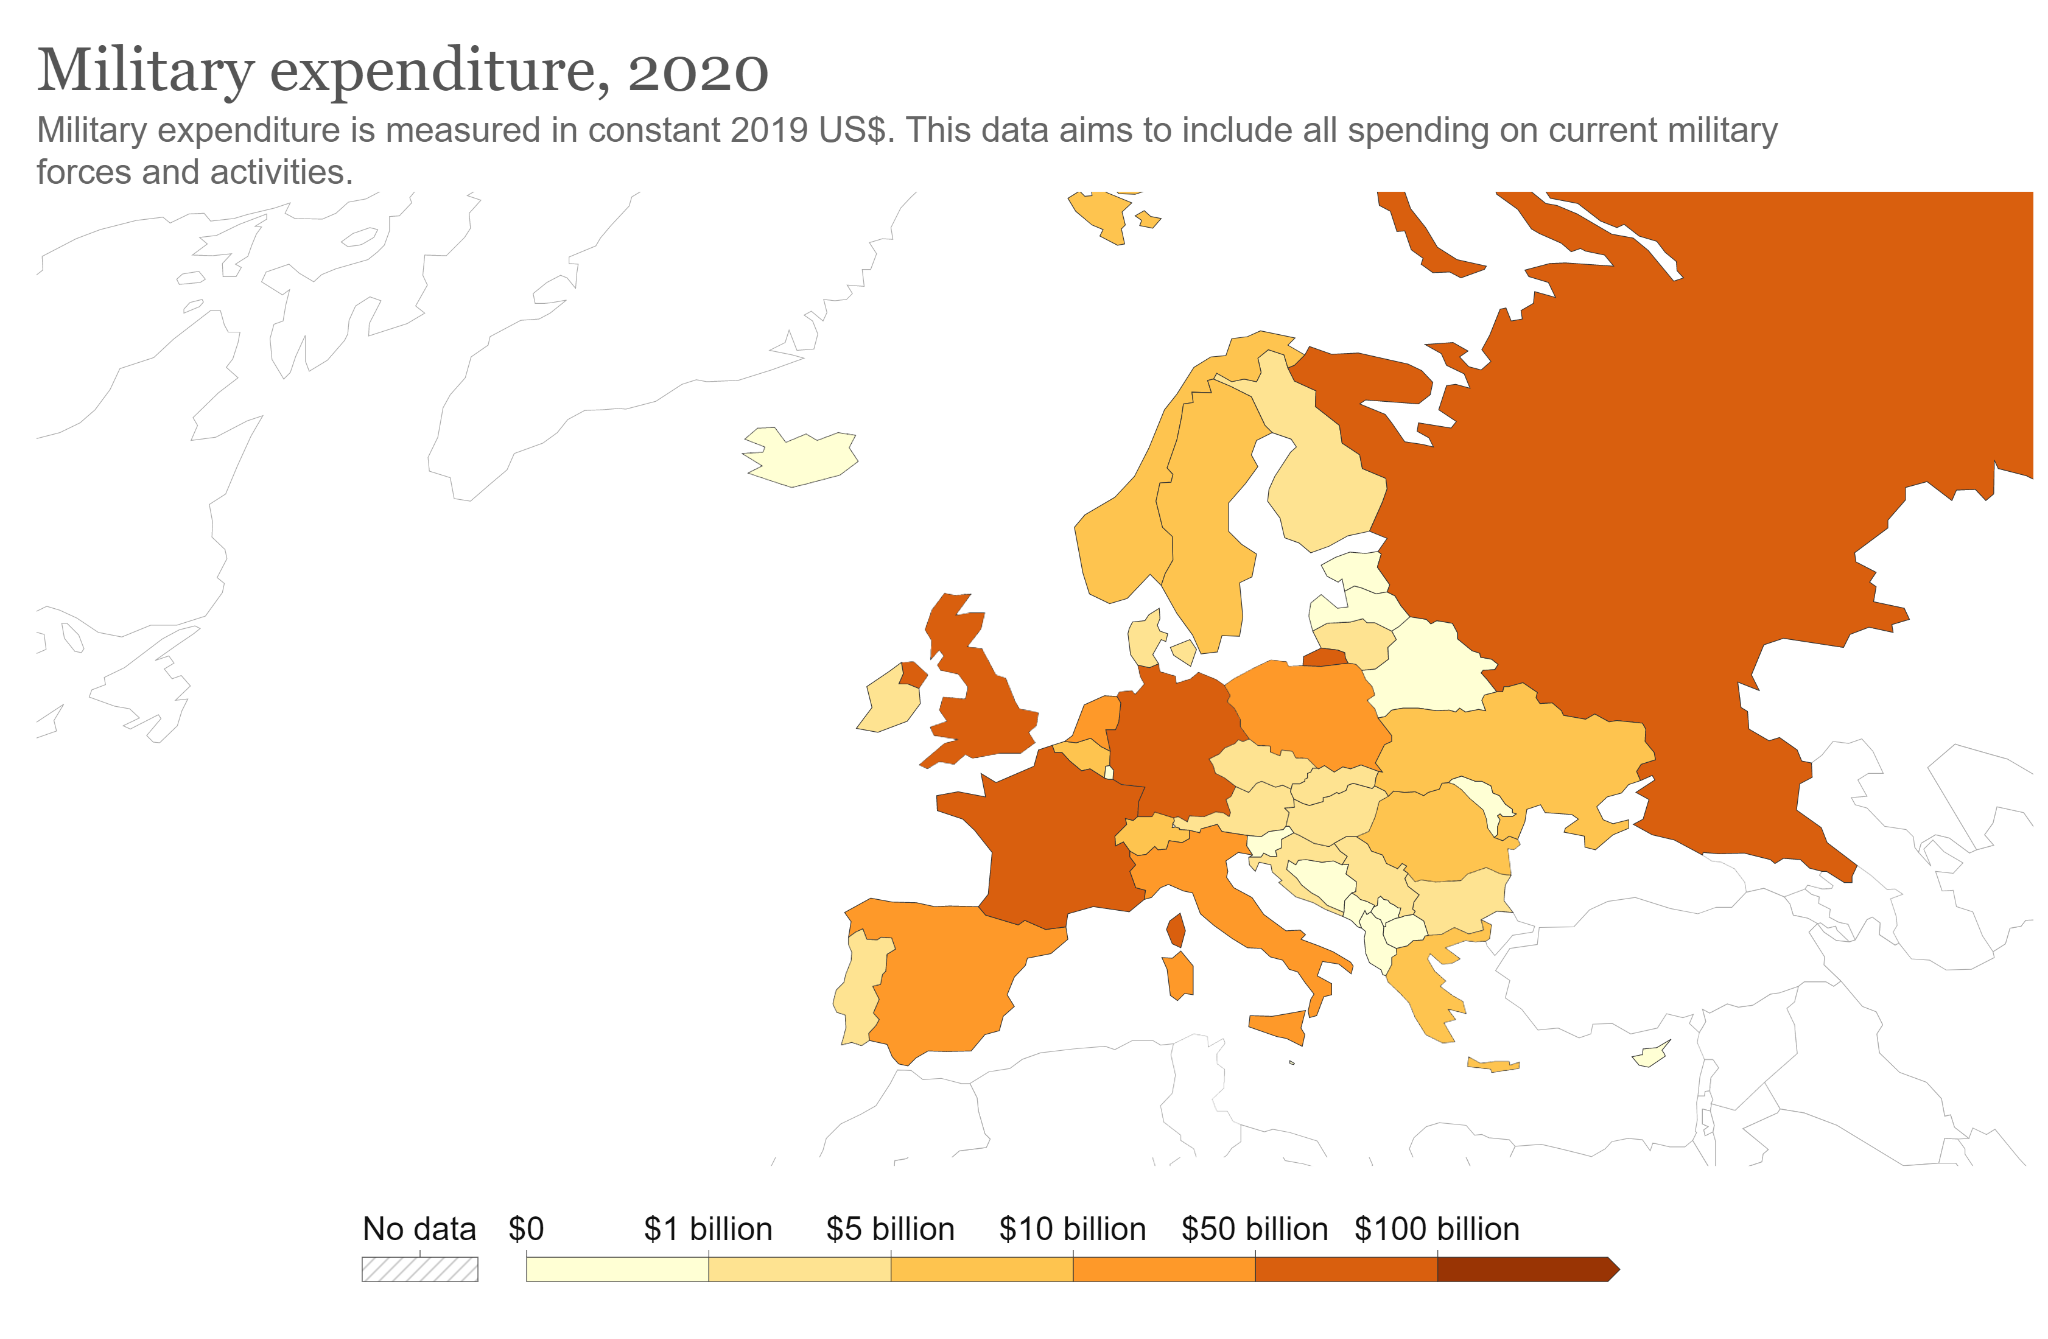 Military expenditure, 2020
Military expenditure is measured in constant 2019 US$. This data aims to include all spending on current military
forces and activities.
No data $0 $1 billion $5 billion $10 billion $50 billion $100 billion